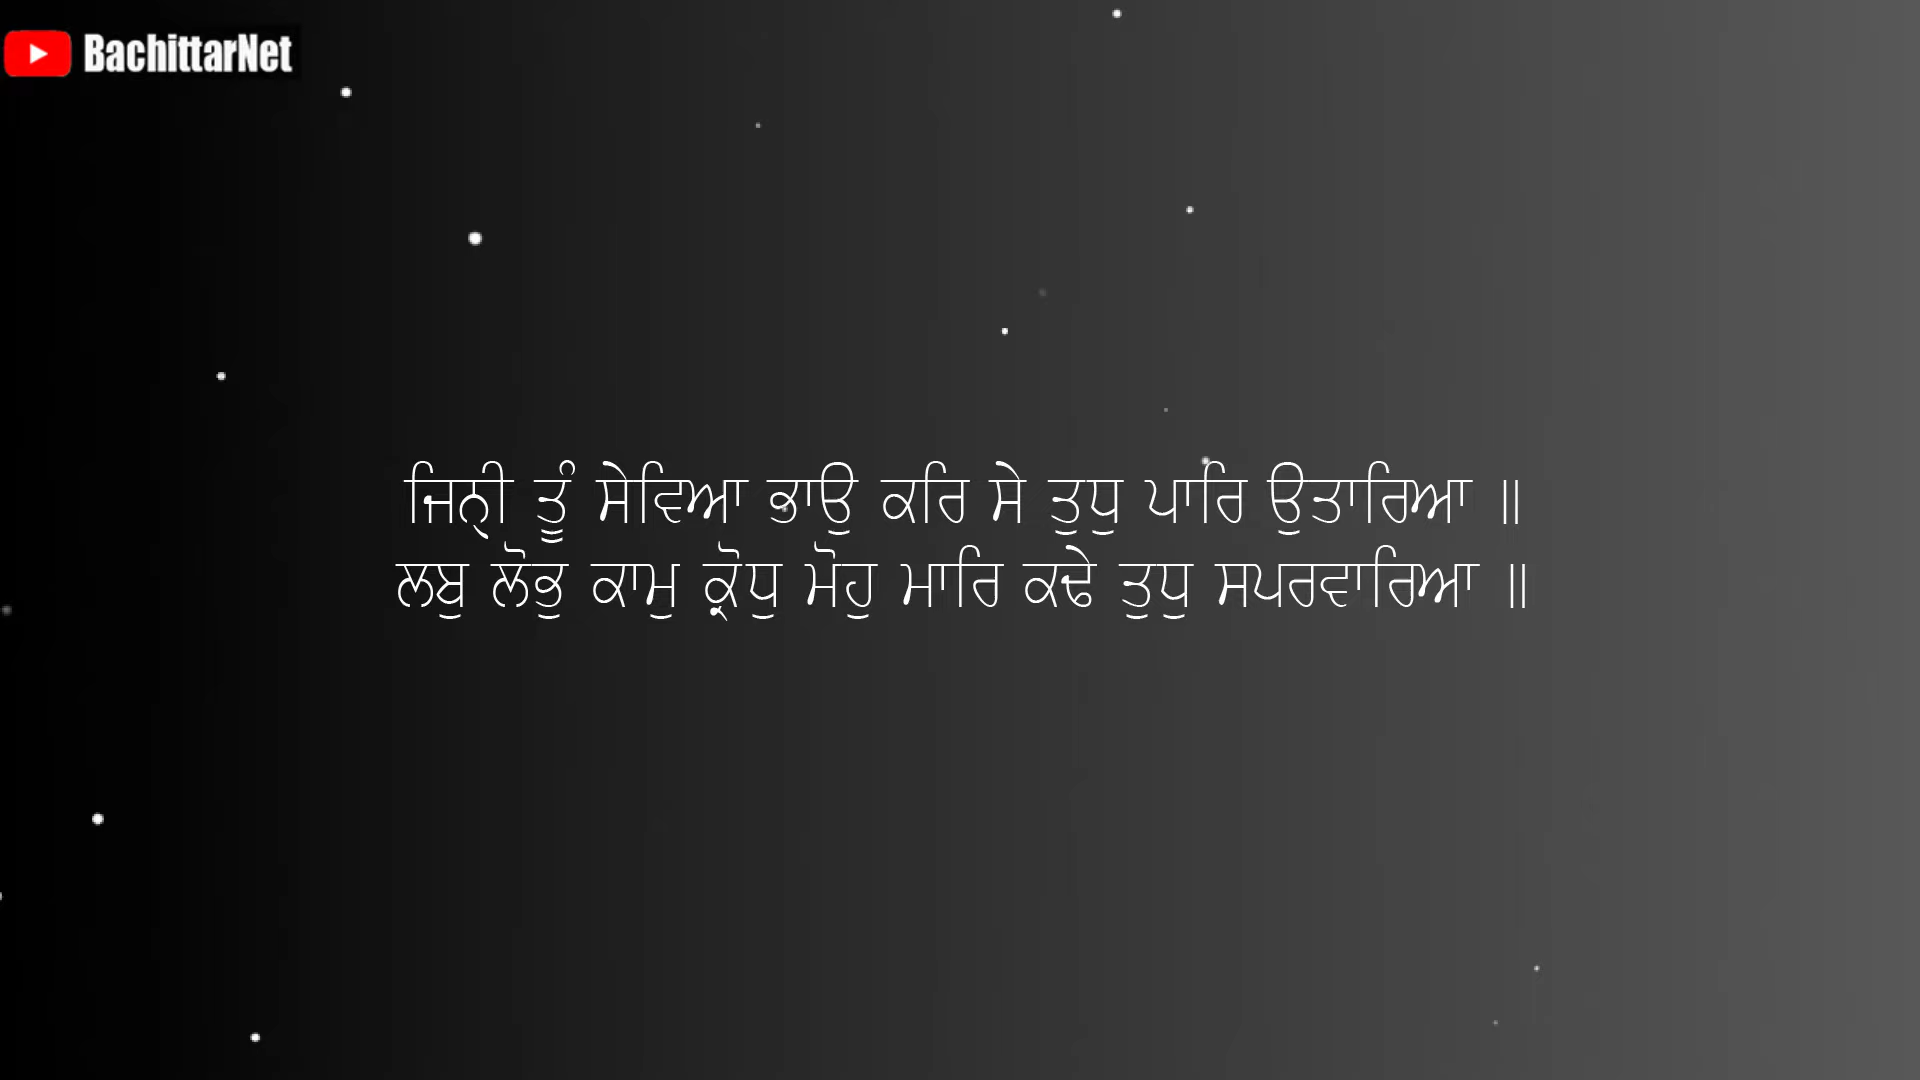 BachittarNet
ਜਿਨੑੀ ਤੂੰ ਸੇਵਿਆ ਭਾਉ ਕਰਿ ਸੇ ਤੁਧੁ ਪਾਰਿ ਉਤਾਰਿਆ ॥
ਲਬੁ ਲੋਭੁ ਕਾਮੁ ਕ੍ਰੋਧੁ ਮੋਹੁ ਮਾਰਿ ਕਢੇ ਤੁਧੁ ਸਪਰਵਾਰਿਆ ॥